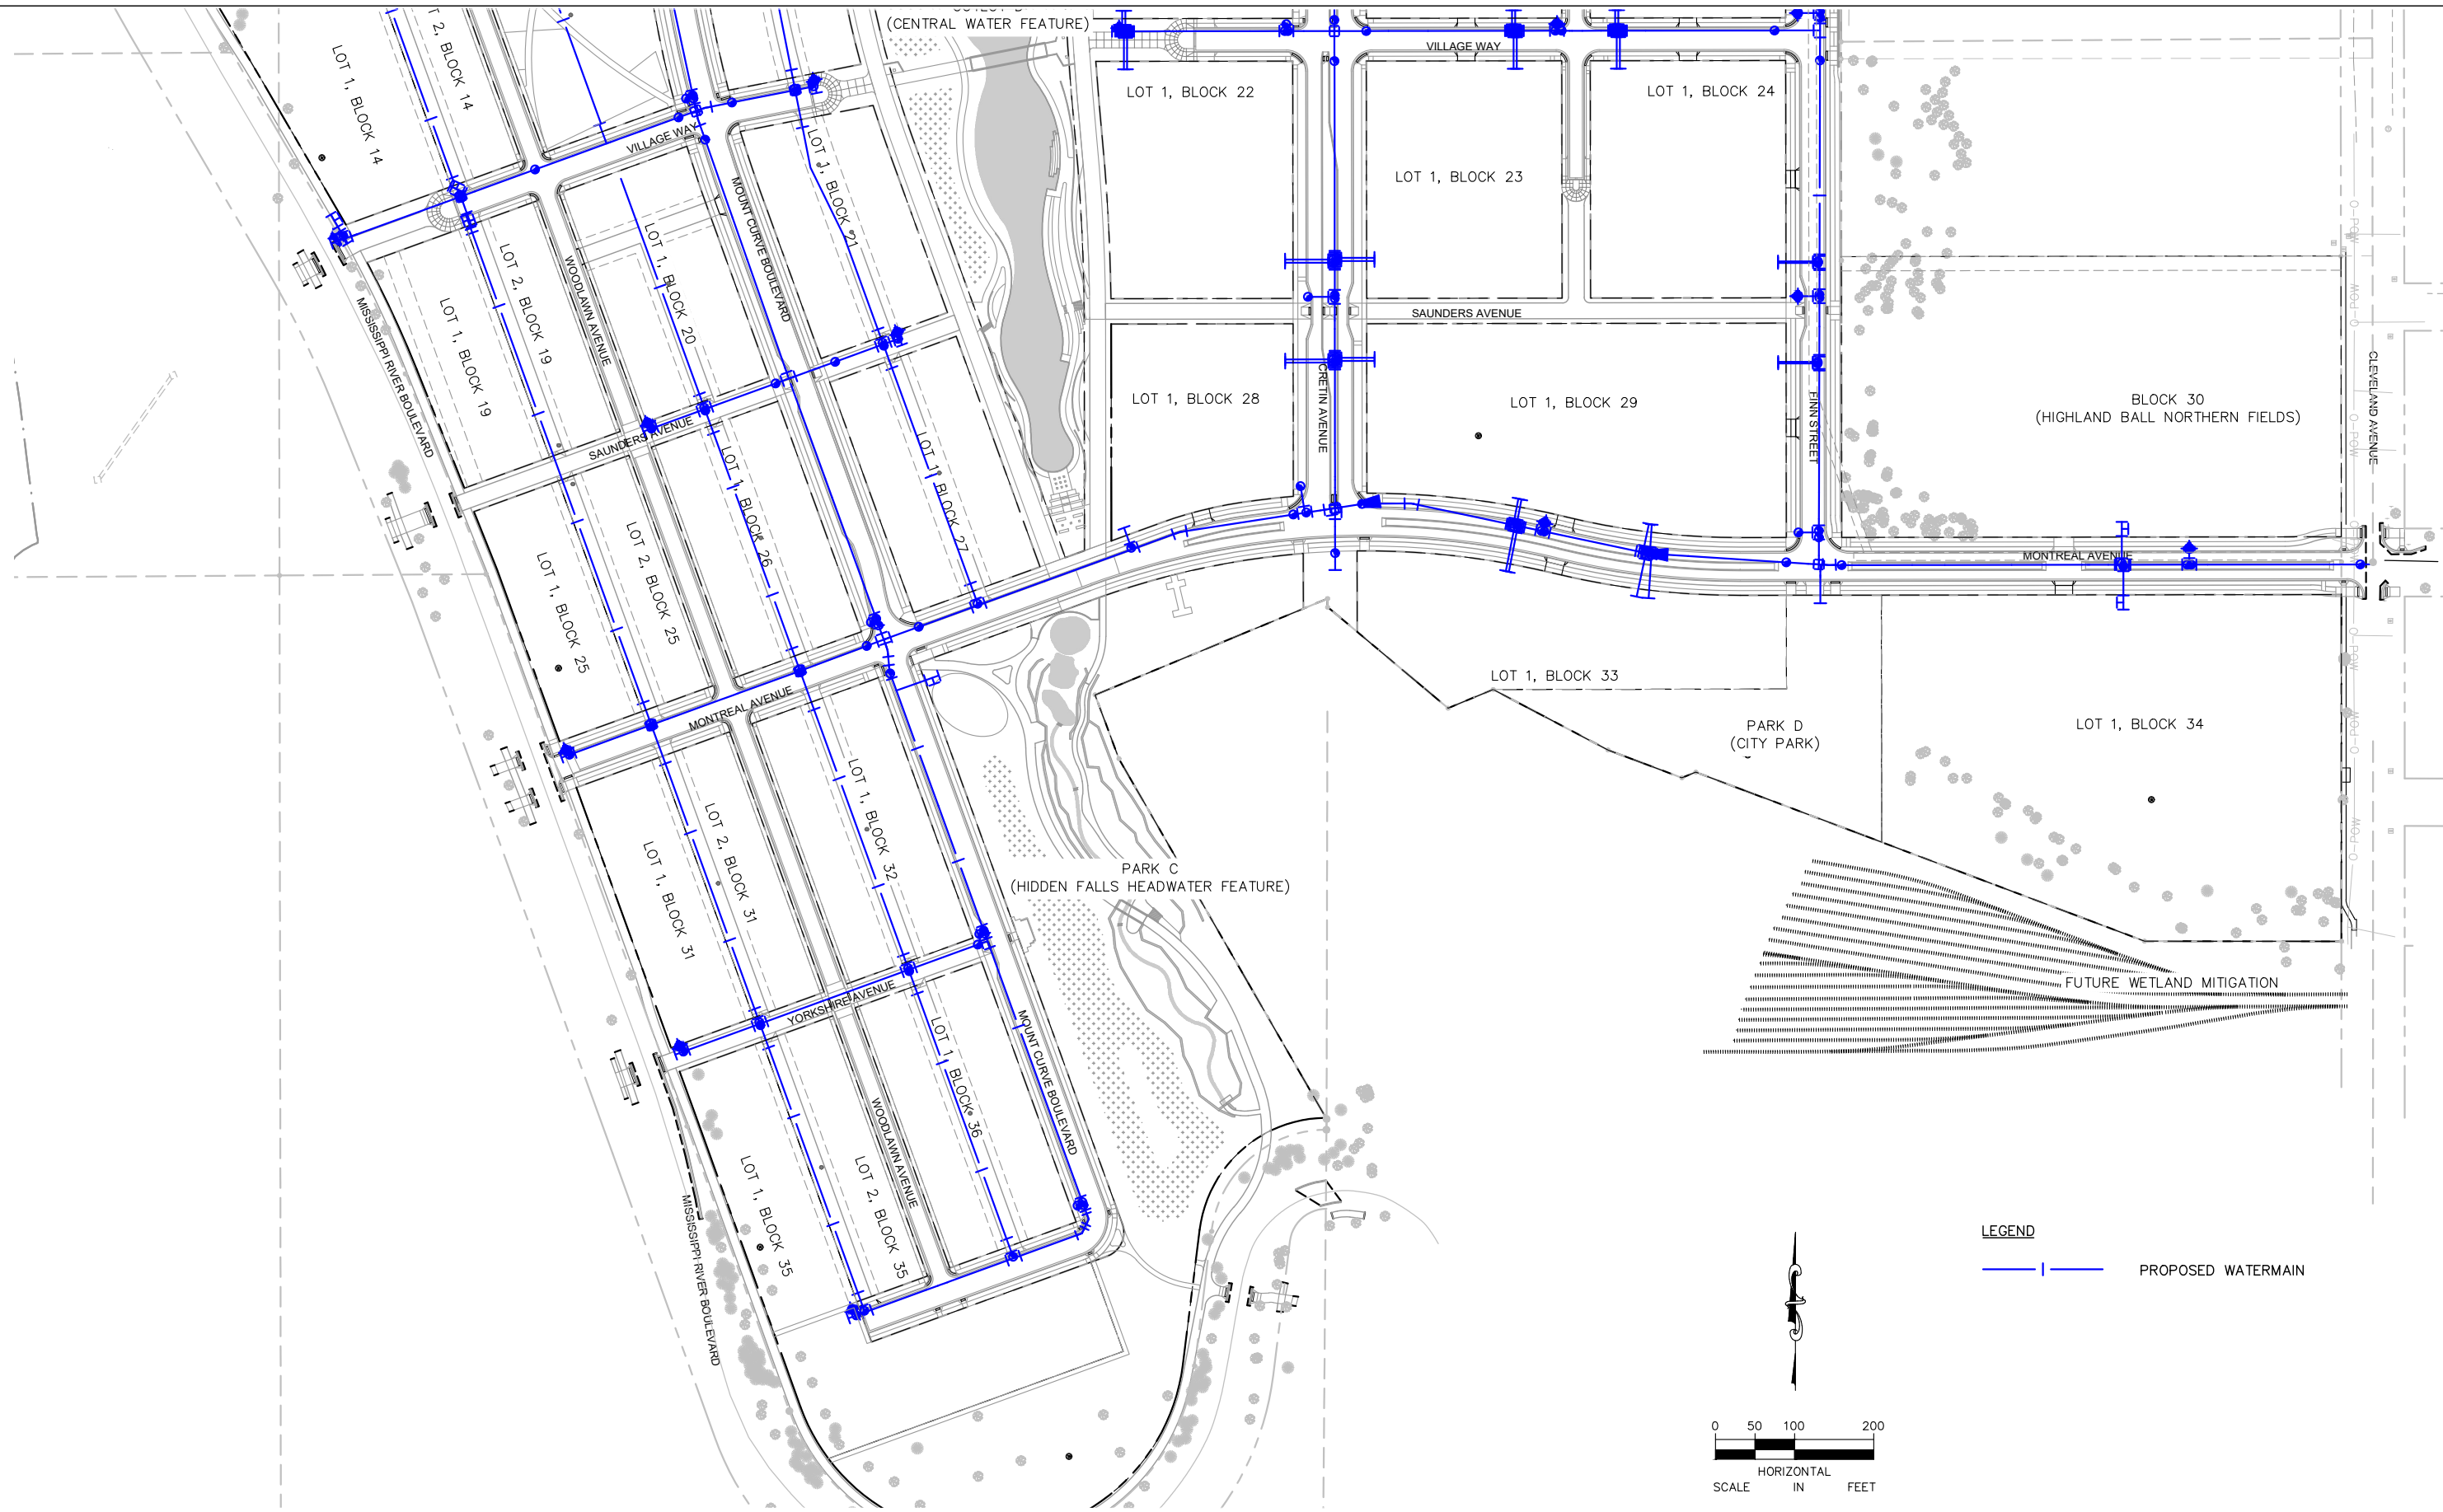 (CENTRAL WATER FEATURE)
VILLAGE WAY
LOT 1, BLOCK 14
2, BLOCK 14
LOT 1, BLOCK 22
LOT 1, BLOCK 24
VILLAGE WAY
LOT 1, BLOCK 21
LOT 1, BLOCK 23
MOUNT CURVE BOULEVARD
LOT 1, BLOCK 20
WOODLAWN AVENUE
LOT 2, BLOCK 19
LOT 1, BLOCK 19
MISSISSIPPI RIVER BOULEVARD
SAUNDERS AVENUE
O-POW
O-POW
O-POW
CLEVELAND AVENUE
LOT 1, BLOCK 28
CRETIN AVENUE
LOT 1, BLOCK 29
FINN STREET
BLOCK 30
(HIGHLAND BALL NORTHERN FIELDS)
SAUNDERS AVENUE
LOT 1, BLOCK 26
LOT 1, BLOCK 27
LOT 1, BLOCK 25
LOT 2, BLOCK 25
MONTREAL AVENUE
O-POW
LOT 1, BLOCK 33
MONTREAL AVENUE
PARK D
(CITY PARK)
LOT 1, BLOCK 34
O-POW
LOT 1, BLOCK 31
LOT 2, BLOCK 31
LOT 1, BLOCK 32
O-POW
PARK C
(HIDDEN FALLS HEADWATER FEATURE)
FUTURE WETLAND MITIGATION
YORKSHIRE AVENUE
LOT 1, BLOCK 36
MOUNT CURVE BOULEVARD
WOODLAWN AVENUE
LOT 1, BLOCK 35
LOT 2, BLOCK 35
MISSISSIPPI RIVER BOULEVARD
LEGEND
PROPOSED WATERMAIN
0 50 100 200
HORIZONTAL
SCALE IN FEET